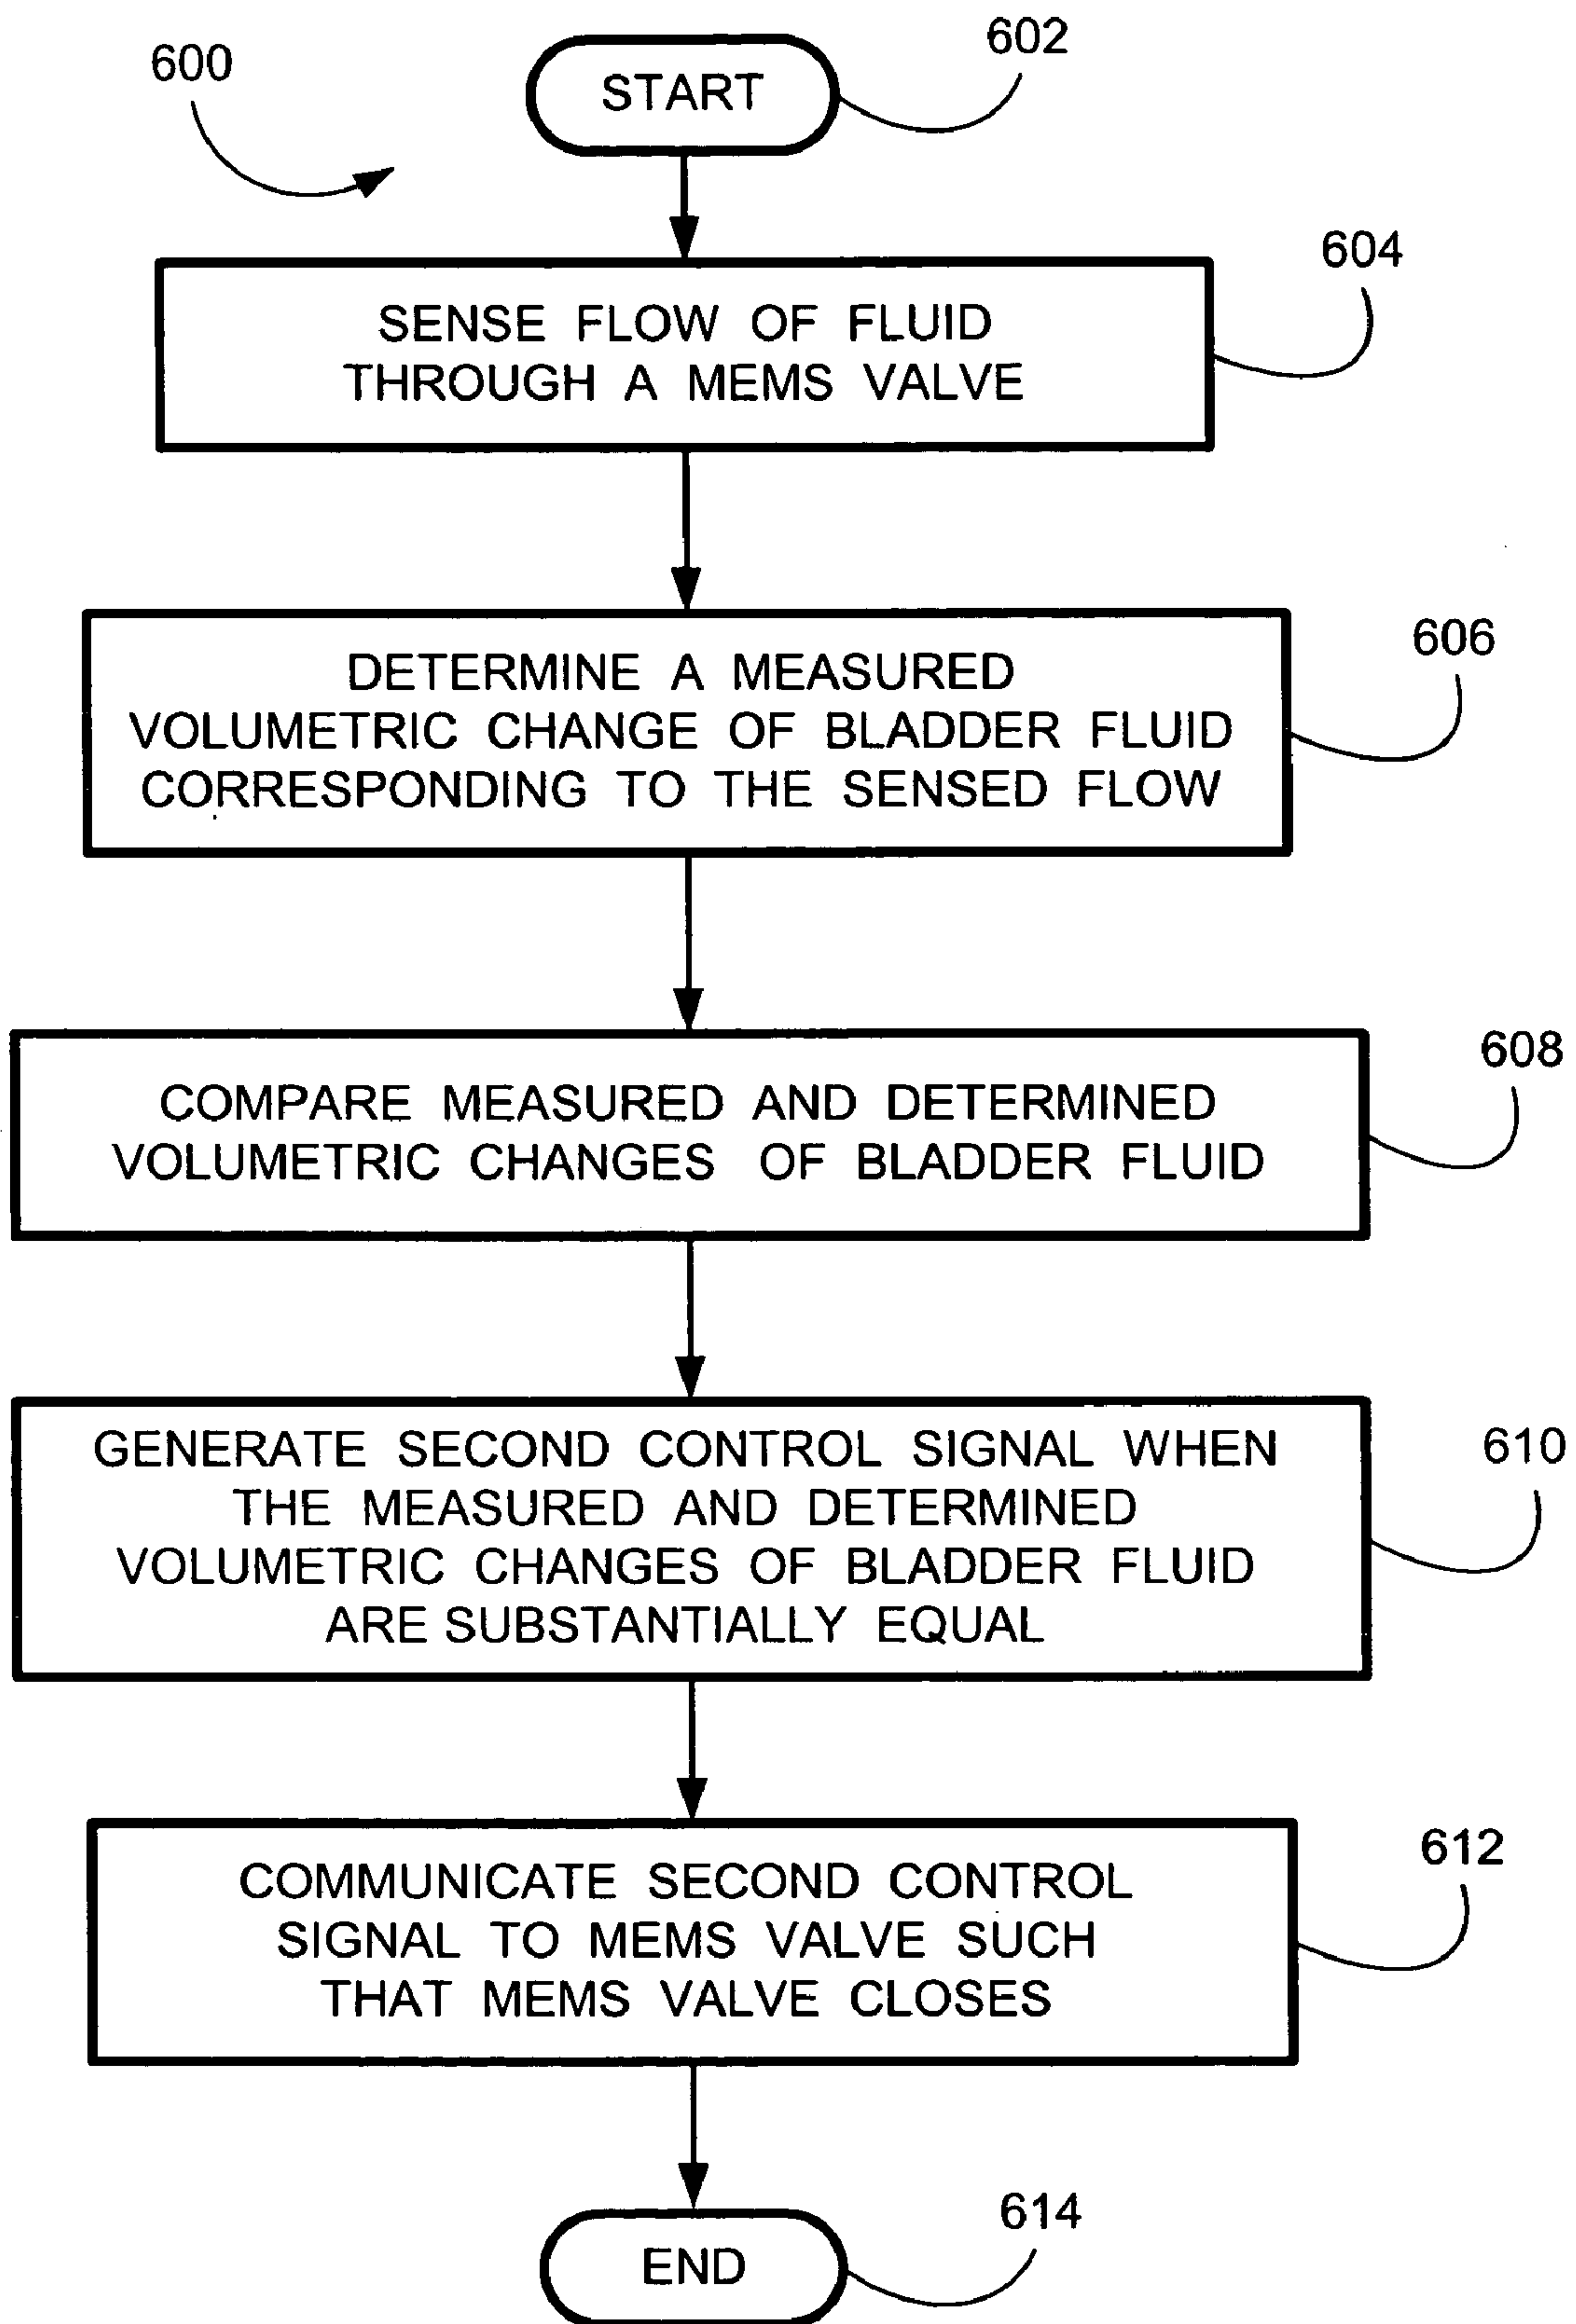 600
602
START
604
SENSE FLOW OF FLUID
THROUGH A MEMS VALVE
606
DETERMINE A MEASURED
VOLUMETRIC CHANGE OF BLADDER FLUID
CORRESPONDING TO THE SENSED FLOW
608
COMPARE MEASURED AND DETERMINED
VOLUMETRIC CHANGES OF BLADDER FLUID
610
GENERATE SECOND CONTROL SIGNAL WHEN
THE MEASURED AND DETERMINED
VOLUMETRIC CHANGES OF BLADDER FLUID
ARE SUBSTANTIALLY EQUAL
612
COMMUNICATE SECOND CONTROL
SIGNAL TO MEMS VALVE SUCH
THAT MEMS VALVE CLOSES
614
END